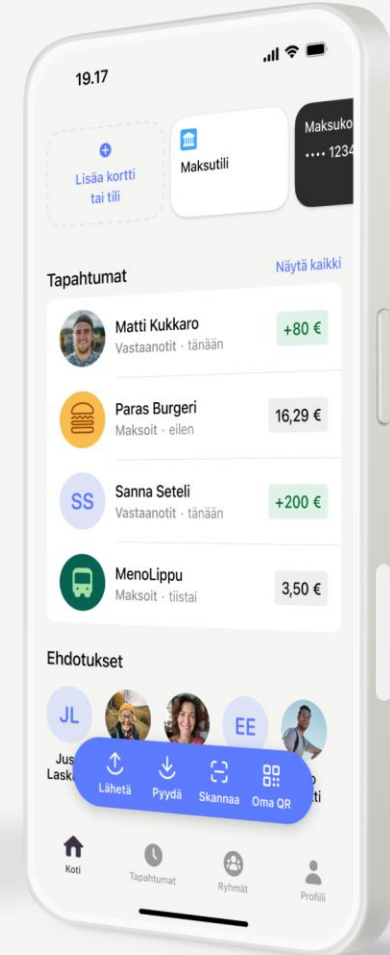 19.17
Lisää kortti
tai tili
Maksutili
Maksuko
•••• 1234
Tapahtumat
Näytä kaikki
Matti Kukkaro
Vastaanotit · tänään
+80 €
Paras Burgeri
Maksoit · eilen
16,29 €
SS
Sanna Seteli
Vastaanotit · tänään
+200 €
MenoLippu
Maksoit · tiistai
3,50 €
Ehdotukset
JL
EE
Lähetä
Pyydä
Skannaa
Oma QR
Koti
Tapahtumat
Ryhmät
Profiili